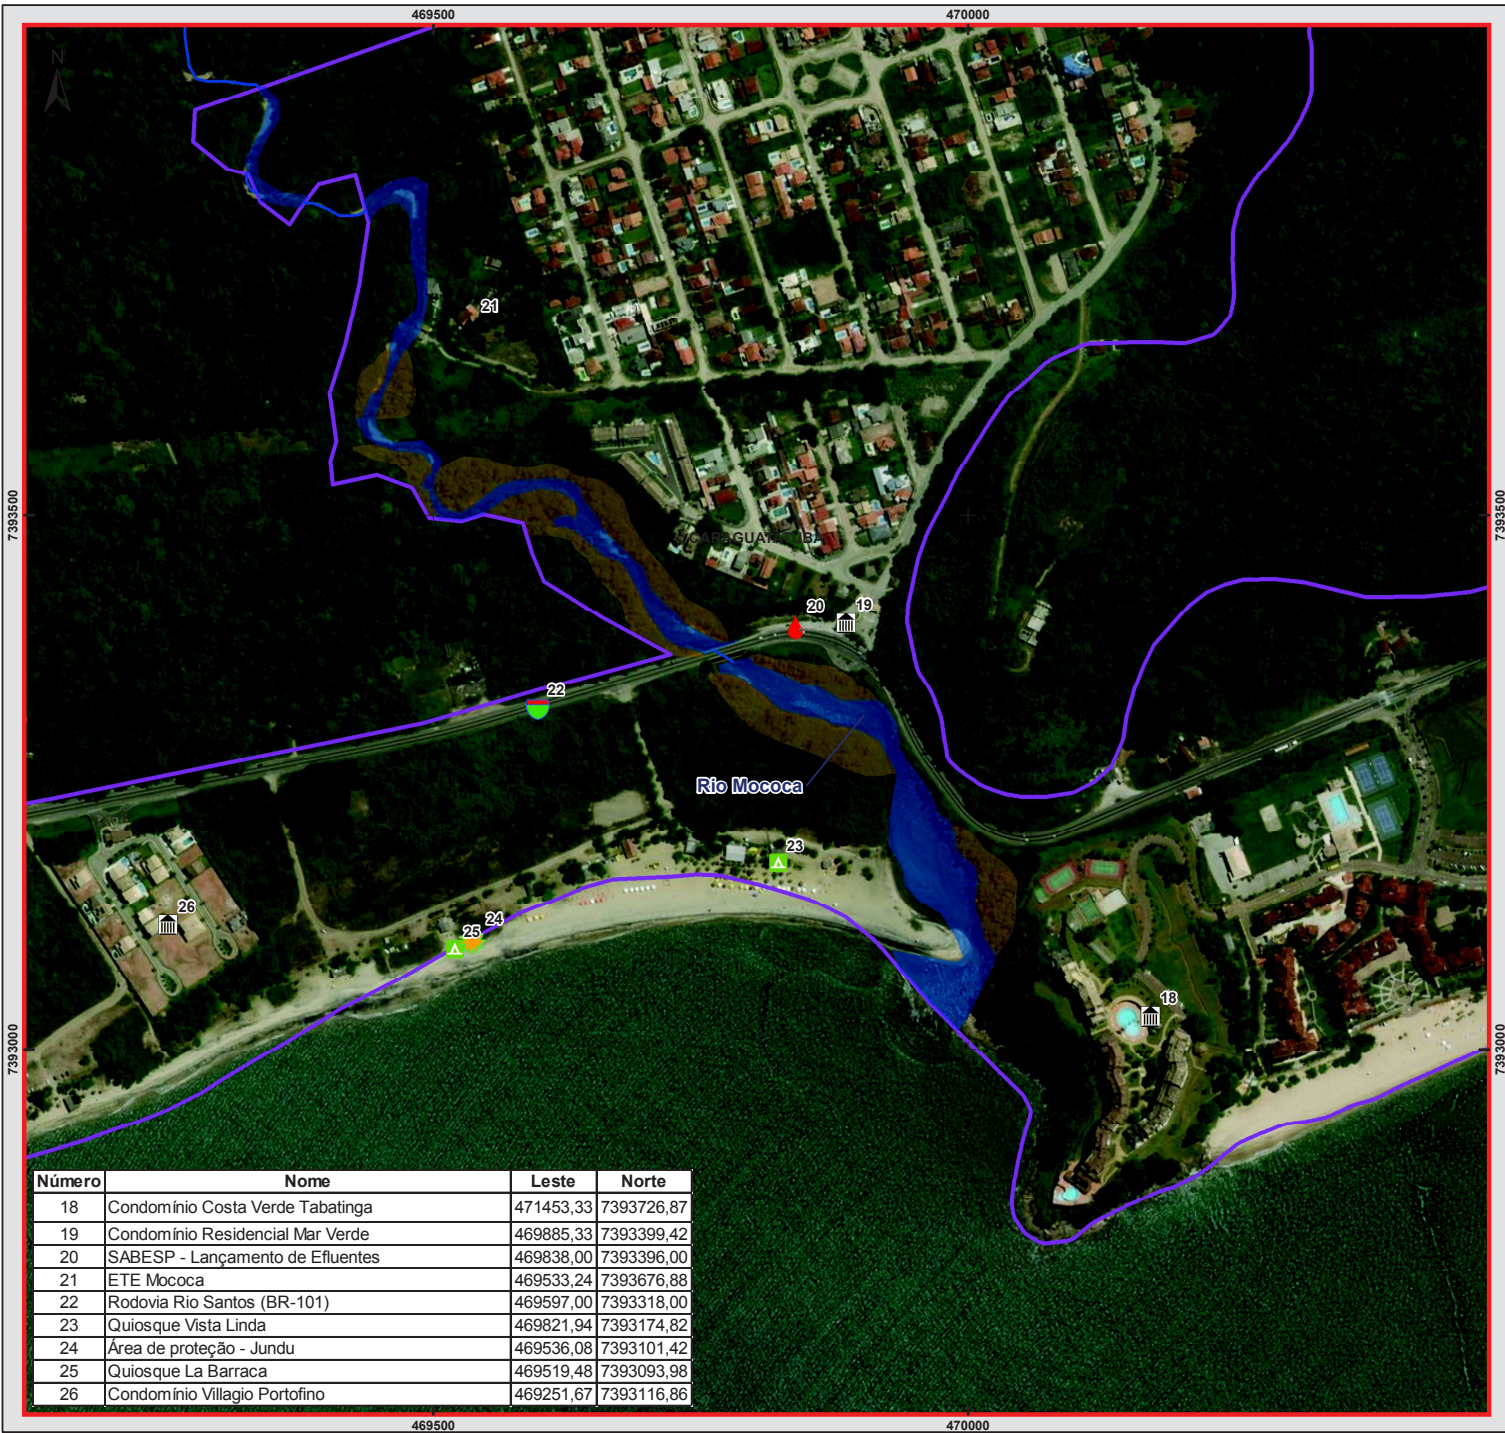 469500 470000
N
21
7393500 7393500
20 19
22
Rio Mococa
23
26
24
25
18
7393000 7393000
Número Nome Leste Norte
18 Condomínio Costa Verde Tabatinga 471453,33 7393726,87
19 Condomínio Residencial Mar Verde 469885,33 7393399,42
20 SABESP - Lançamento de Efluentes 469838,00 7393396,00
21 ETE Mococa 469533,24 7393676,88
22 Rodovia Rio Santos (BR-101) 469597,00 7393318,00
23 Quiosque Vista Linda 469821,94 7393174,82
24 Área de proteção - Jundu 469536,08 7393101,42
25 Quiosque La Barraca 469519,48 7393093,98
26 Condomínio Villagio Portofino 469251,67 7393116,86
469500 470000